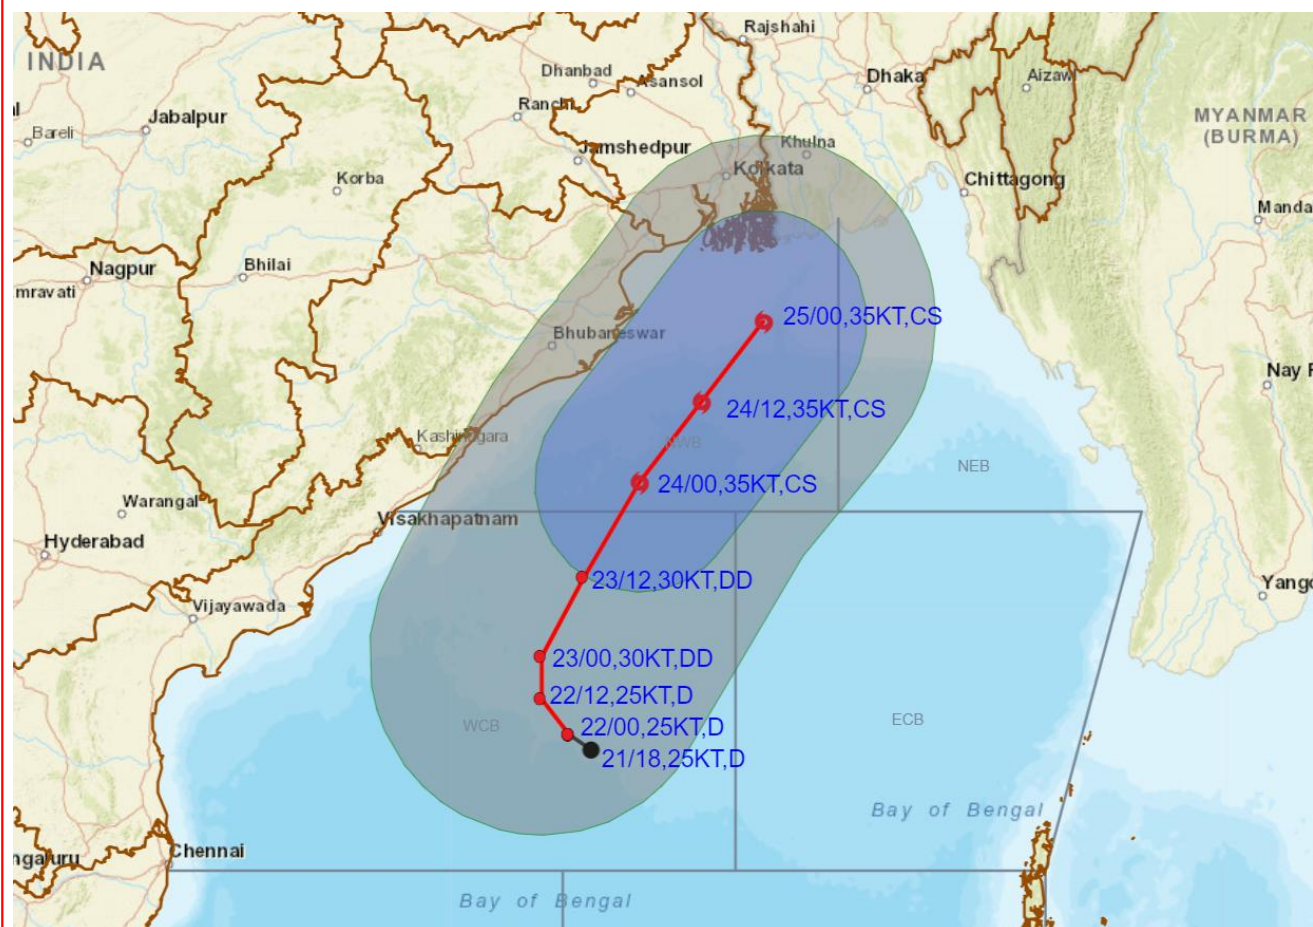 Rajshahi
INDIA
Dhanbad
Asansol
Dhaka
Aizawl
Ranchi
Jabalpur
MYANMAR
(BURMA)
Bareli
Jamshedpur
Khulna
Kolkata
Korba
Chittagong
Manda
Nagpur
Bhilai
mravati
25/00,35KT,CS
Bhubaneswar
Nay P
24/12,35KT,CS
Kashinagara
NWB
NEB
24/00,35KT,CS
Warangal
Visakhapatnam
Hyderabad
23/12,30KT,DD
Yango
Vijayawada
23/00,30KT,DD
22/12,25KT,D
WCB
ECB
22/00,25KT,D
21/18,25KT,D
Bay of Bengal
Chennai
ngaluru
Bay of Bengal